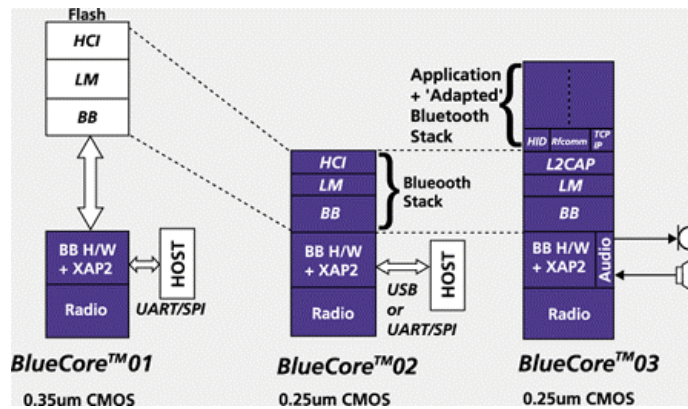 Flash
HCI
LM
BB
BB H/W
+ XAP2
Radio
HOST
UART/SPI
BlueCore™01
0.35um CMOS
HCI
LM
BB
Blueooth
Stack
BB H/W
+ XAP2
Radio
HOST
USB
or
UART/SPI
BlueCore™02
0.25um CMOS
Application
+ 'Adapted'
Bluetooth
Stack
HID
Rfcomm
TCP
IP
L2CAP
LM
BB
BB H/W
+ XAP2
Audio
Radio
BlueCore™03
0.25um CMOS